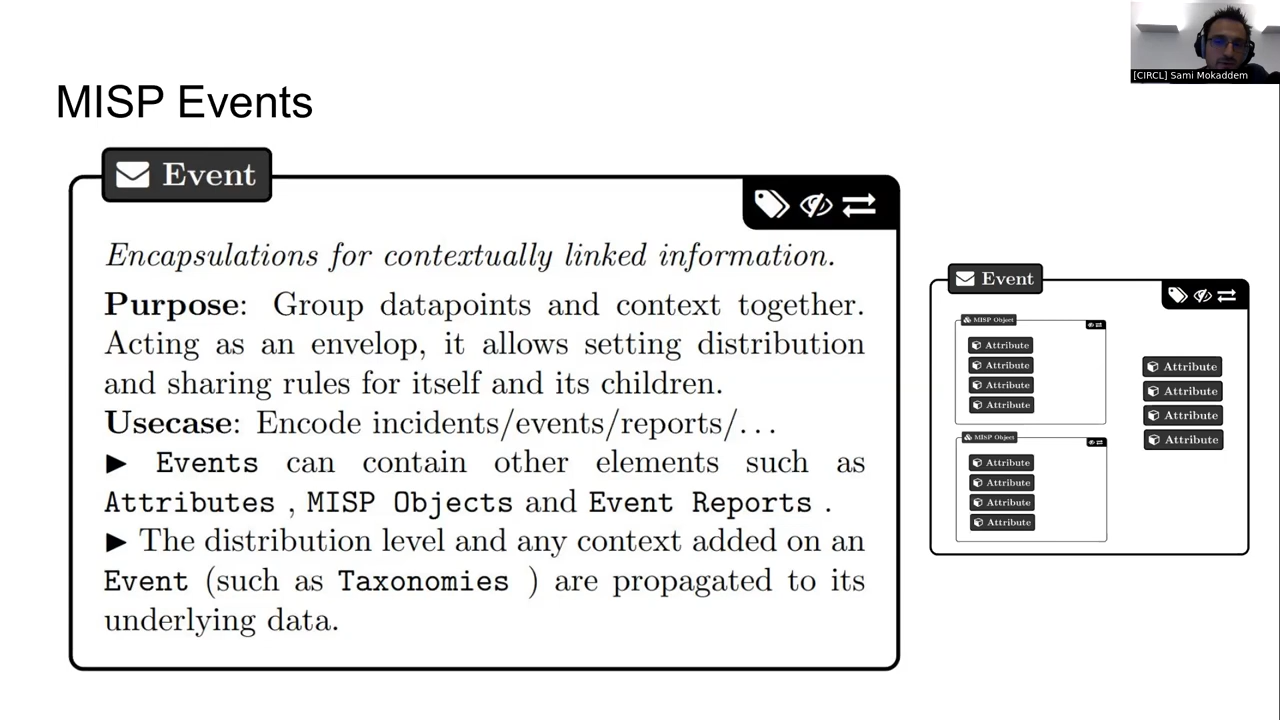 [CIRCL] Sami Mokaddem
MISP Events
Event
Encapsulations for contextually linked information.
Purpose: Group datapoints and context together.
Acting as an envelop, it allows setting distribution
and sharing rules for itself and its children.
Usecase: Encode incidents/events/reports/...
▶ Events can contain other elements such as
Attributes , MISP Objects and Event Reports .
▶ The distribution level and any context added on an
Event (such as Taxonomies ) are propagated to its
underlying data.
Event
MISP Object
Attribute
Attribute
Attribute
Attribute
MISP Object
Attribute
Attribute
Attribute
Attribute
Attribute
Attribute
Attribute
Attribute